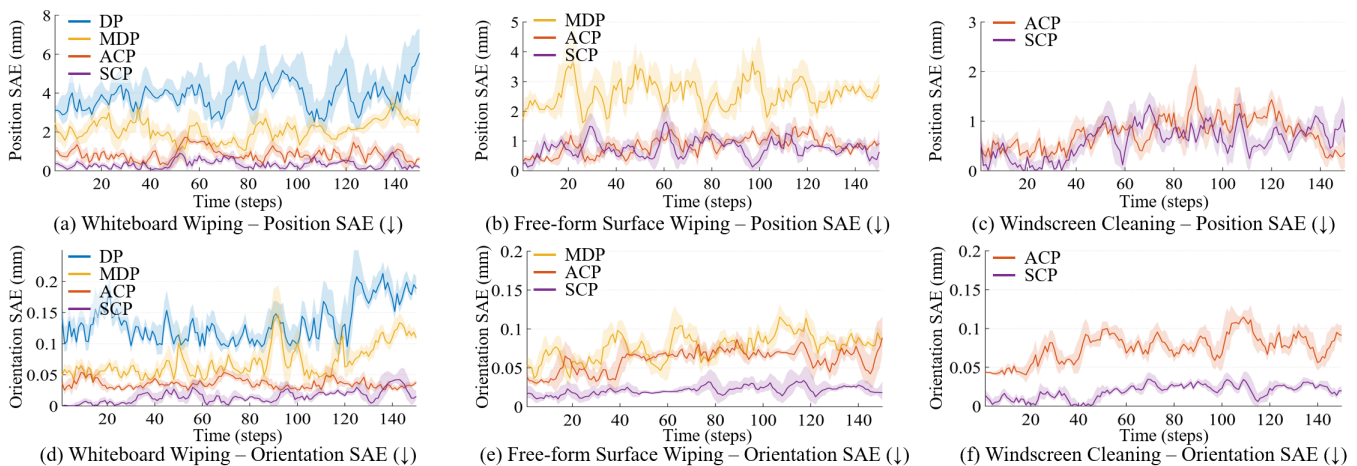 Position SAE (mm)
8
6
4
2
0
DP
MDP
ACP
SCP
20 40 60 80 100 120 140
Time (steps)
(a) Whiteboard Wiping – Position SAE (↓)
Position SAE (mm)
5
4
3
2
1
0
MDP
ACP
SCP
20 40 60 80 100 120 140
Time (steps)
(b) Free-form Surface Wiping – Position SAE (↓)
Position SAE (mm)
3
2
1
0
ACP
SCP
20 40 60 80 100 120 140
Time (steps)
(c) Windscreen Cleaning – Position SAE (↓)
Orientation SAE (mm)
0.2
0.15
0.1
0.05
0
DP
MDP
ACP
SCP
20 40 60 80 100 120 140
Time (steps)
(d) Whiteboard Wiping – Orientation SAE (↓)
Orientation SAE (mm)
0.2
0.15
0.1
0.05
0
MDP
ACP
SCP
20 40 60 80 100 120 140
Time (steps)
(e) Free-form Surface Wiping – Orientation SAE (↓)
Orientation SAE (mm)
0.2
0.15
0.1
0.05
0
ACP
SCP
20 40 60 80 100 120 140
Time (steps)
(f) Windscreen Cleaning – Orientation SAE (↓)